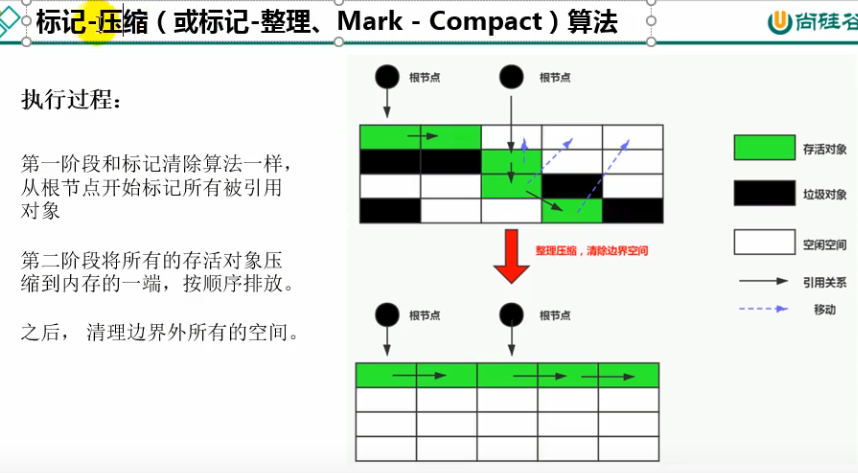 标记-压缩（或标记-整理、Mark - Compact）算法
尚硅谷
执行过程：
第一阶段和标记清除算法一样，
从根节点开始标记所有被引用
对象
第二阶段将所有的存活对象压
缩到内存的一端，按顺序排放。
之后， 清理边界外所有的空间。
根节点
根节点
整理压缩，清除边界空间
根节点
根节点
存活对象
垃圾对象
空闲空间
引用关系
移动